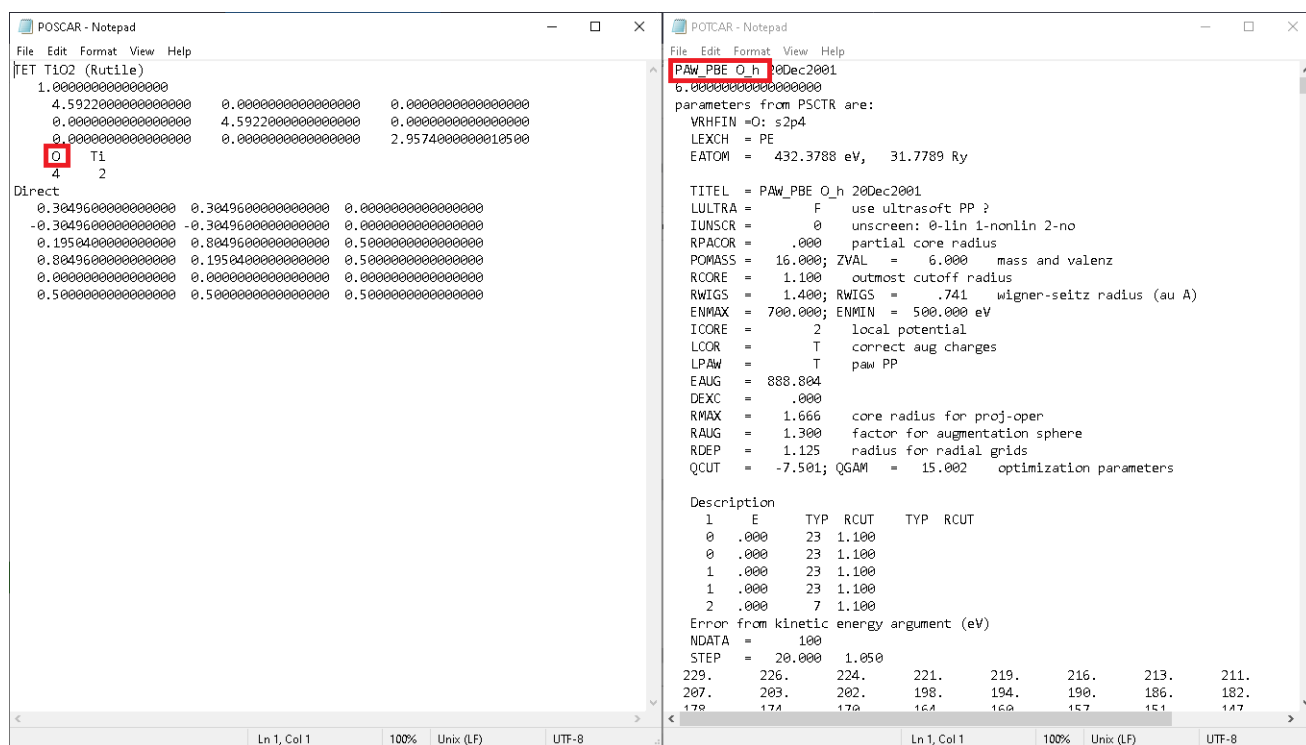 POSCAR - Notepad
File Edit Format View Help
TET TiO2 (Rutile)
1.000000000000000
4.5922000000000000 0.0000000000000000 0.0000000000000000
0.0000000000000000 4.5922000000000000 0.0000000000000000
0.0000000000000000 0.0000000000000000 2.9574000000010500
O Ti
4 2
Direct
0.3049600000000000 0.3049600000000000 0.0000000000000000
-0.3049600000000000 -0.3049600000000000 0.0000000000000000
0.1950400000000000 0.8049600000000000 0.5000000000000000
0.8049600000000000 0.1950400000000000 0.5000000000000000
0.0000000000000000 0.0000000000000000 0.0000000000000000
0.5000000000000000 0.5000000000000000 0.5000000000000000
Ln 1, Col 1 100% Unix (LF) UTF-8
POTCAR - Notepad
File Edit Format View Help
PAW_PBE O_h 20Dec2001
6.00000000000000000
parameters from PSCTR are:
VRHFIN =O: s2p4
LEXCH = PE
EATOM = 432.3788 eV, 31.7789 Ry
TITEL = PAW_PBE O_h 20Dec2001
LULTRA = F use ultrasoft PP ?
IUNSCR = 0 unscreen: 0-lin 1-nonlin 2-no
RPACOR = .000 partial core radius
POMASS = 16.000; ZVAL = 6.000 mass and valenz
RCORE = 1.100 outmost cutoff radius
RWIGS = 1.400; RWIGS = .741 wigner-seitz radius (au A)
ENMAX = 700.000; ENMIN = 500.000 eV
ICORE = 2 local potential
LCOR = T correct aug charges
LPAW = T paw PP
EAUG = 888.804
DEXC = .000
RMAX = 1.666 core radius for proj-oper
RAUG = 1.300 factor for augmentation sphere
RDEP = 1.125 radius for radial grids
QCUT = -7.501; QGAM = 15.002 optimization parameters
Description
l E TYP RCUT TYP RCUT
0 .000 23 1.100
0 .000 23 1.100
1 .000 23 1.100
1 .000 23 1.100
2 .000 7 1.100
Error from kinetic energy argument (eV)
NDATA = 100
STEP = 20.000 1.050
229. 226. 224. 221. 219. 216. 213. 211.
207. 203. 202. 198. 194. 190. 186. 182.
178. 174. 170. 164. 160. 157. 151. 147.
Ln 1, Col 1 100% Unix (LF) UTF-8